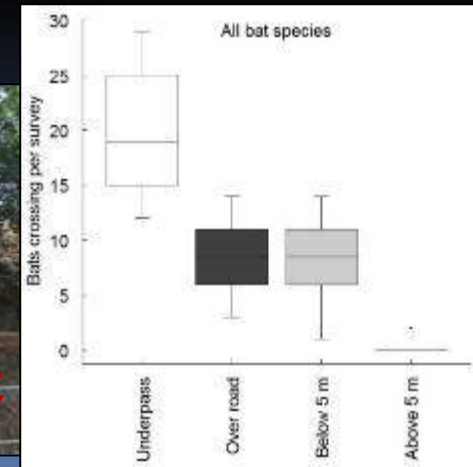 All bat species
Bats crossing per survey
30
25
20
15
10
5
0
Underpass
Over road
Below 5 m
Above 5 m